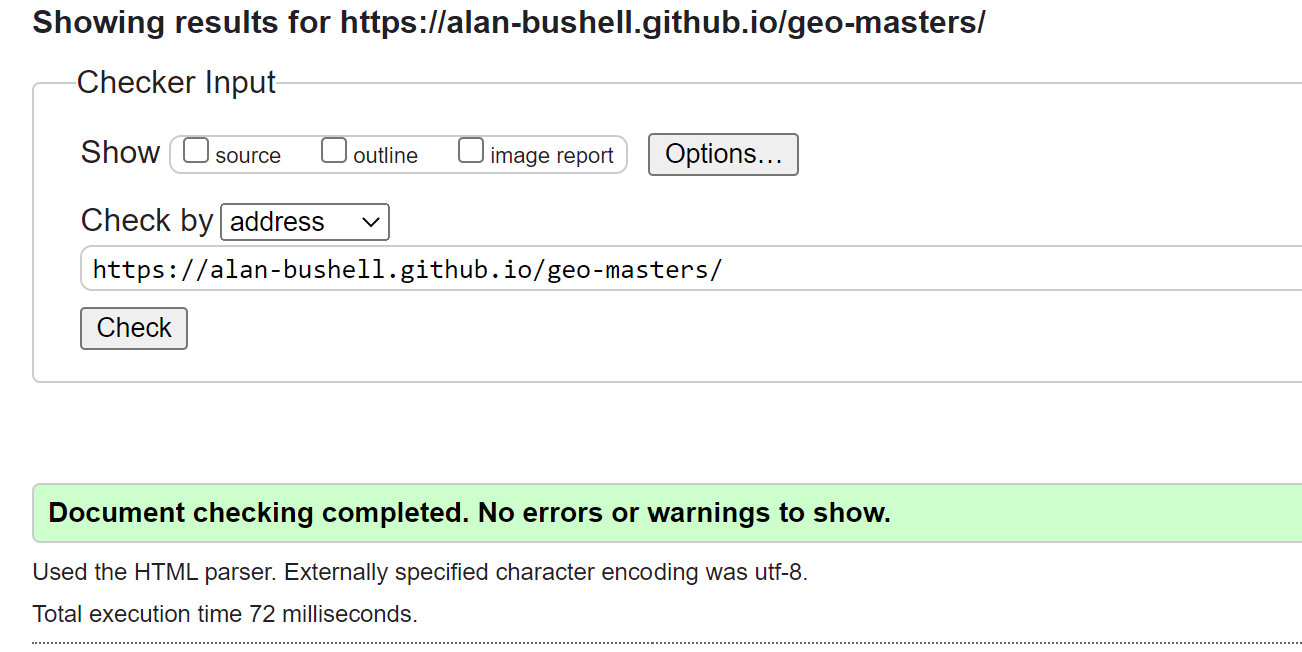 Showing results for https://alan-bushell.github.io/geo-masters/
Checker Input
Show source outline image report Options...
Check by address
https://alan-bushell.github.io/geo-masters/
Check
Document checking completed. No errors or warnings to show.
Used the HTML parser. Externally specified character encoding was utf-8.
Total execution time 72 milliseconds.